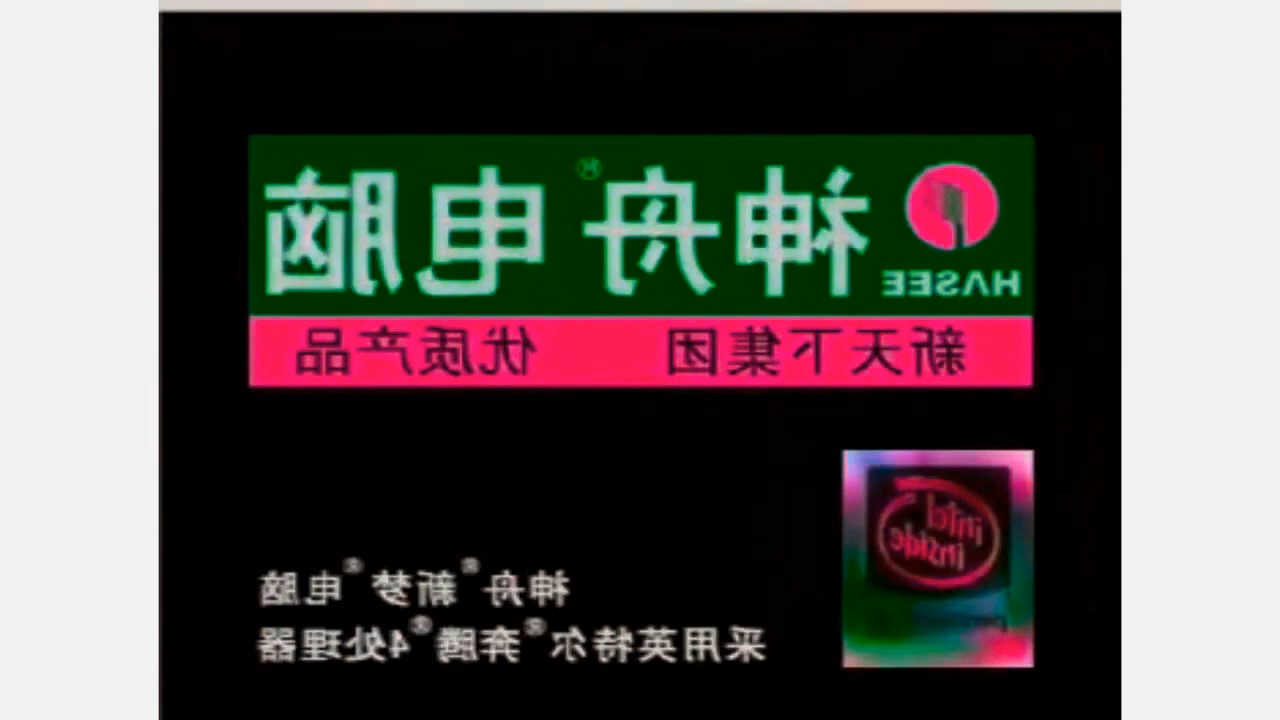 神舟®电脑
HASEE
新天下集团 优质产品
intel
inside
神舟®新梦®电脑
采用英特尔®奔腾®4处理器